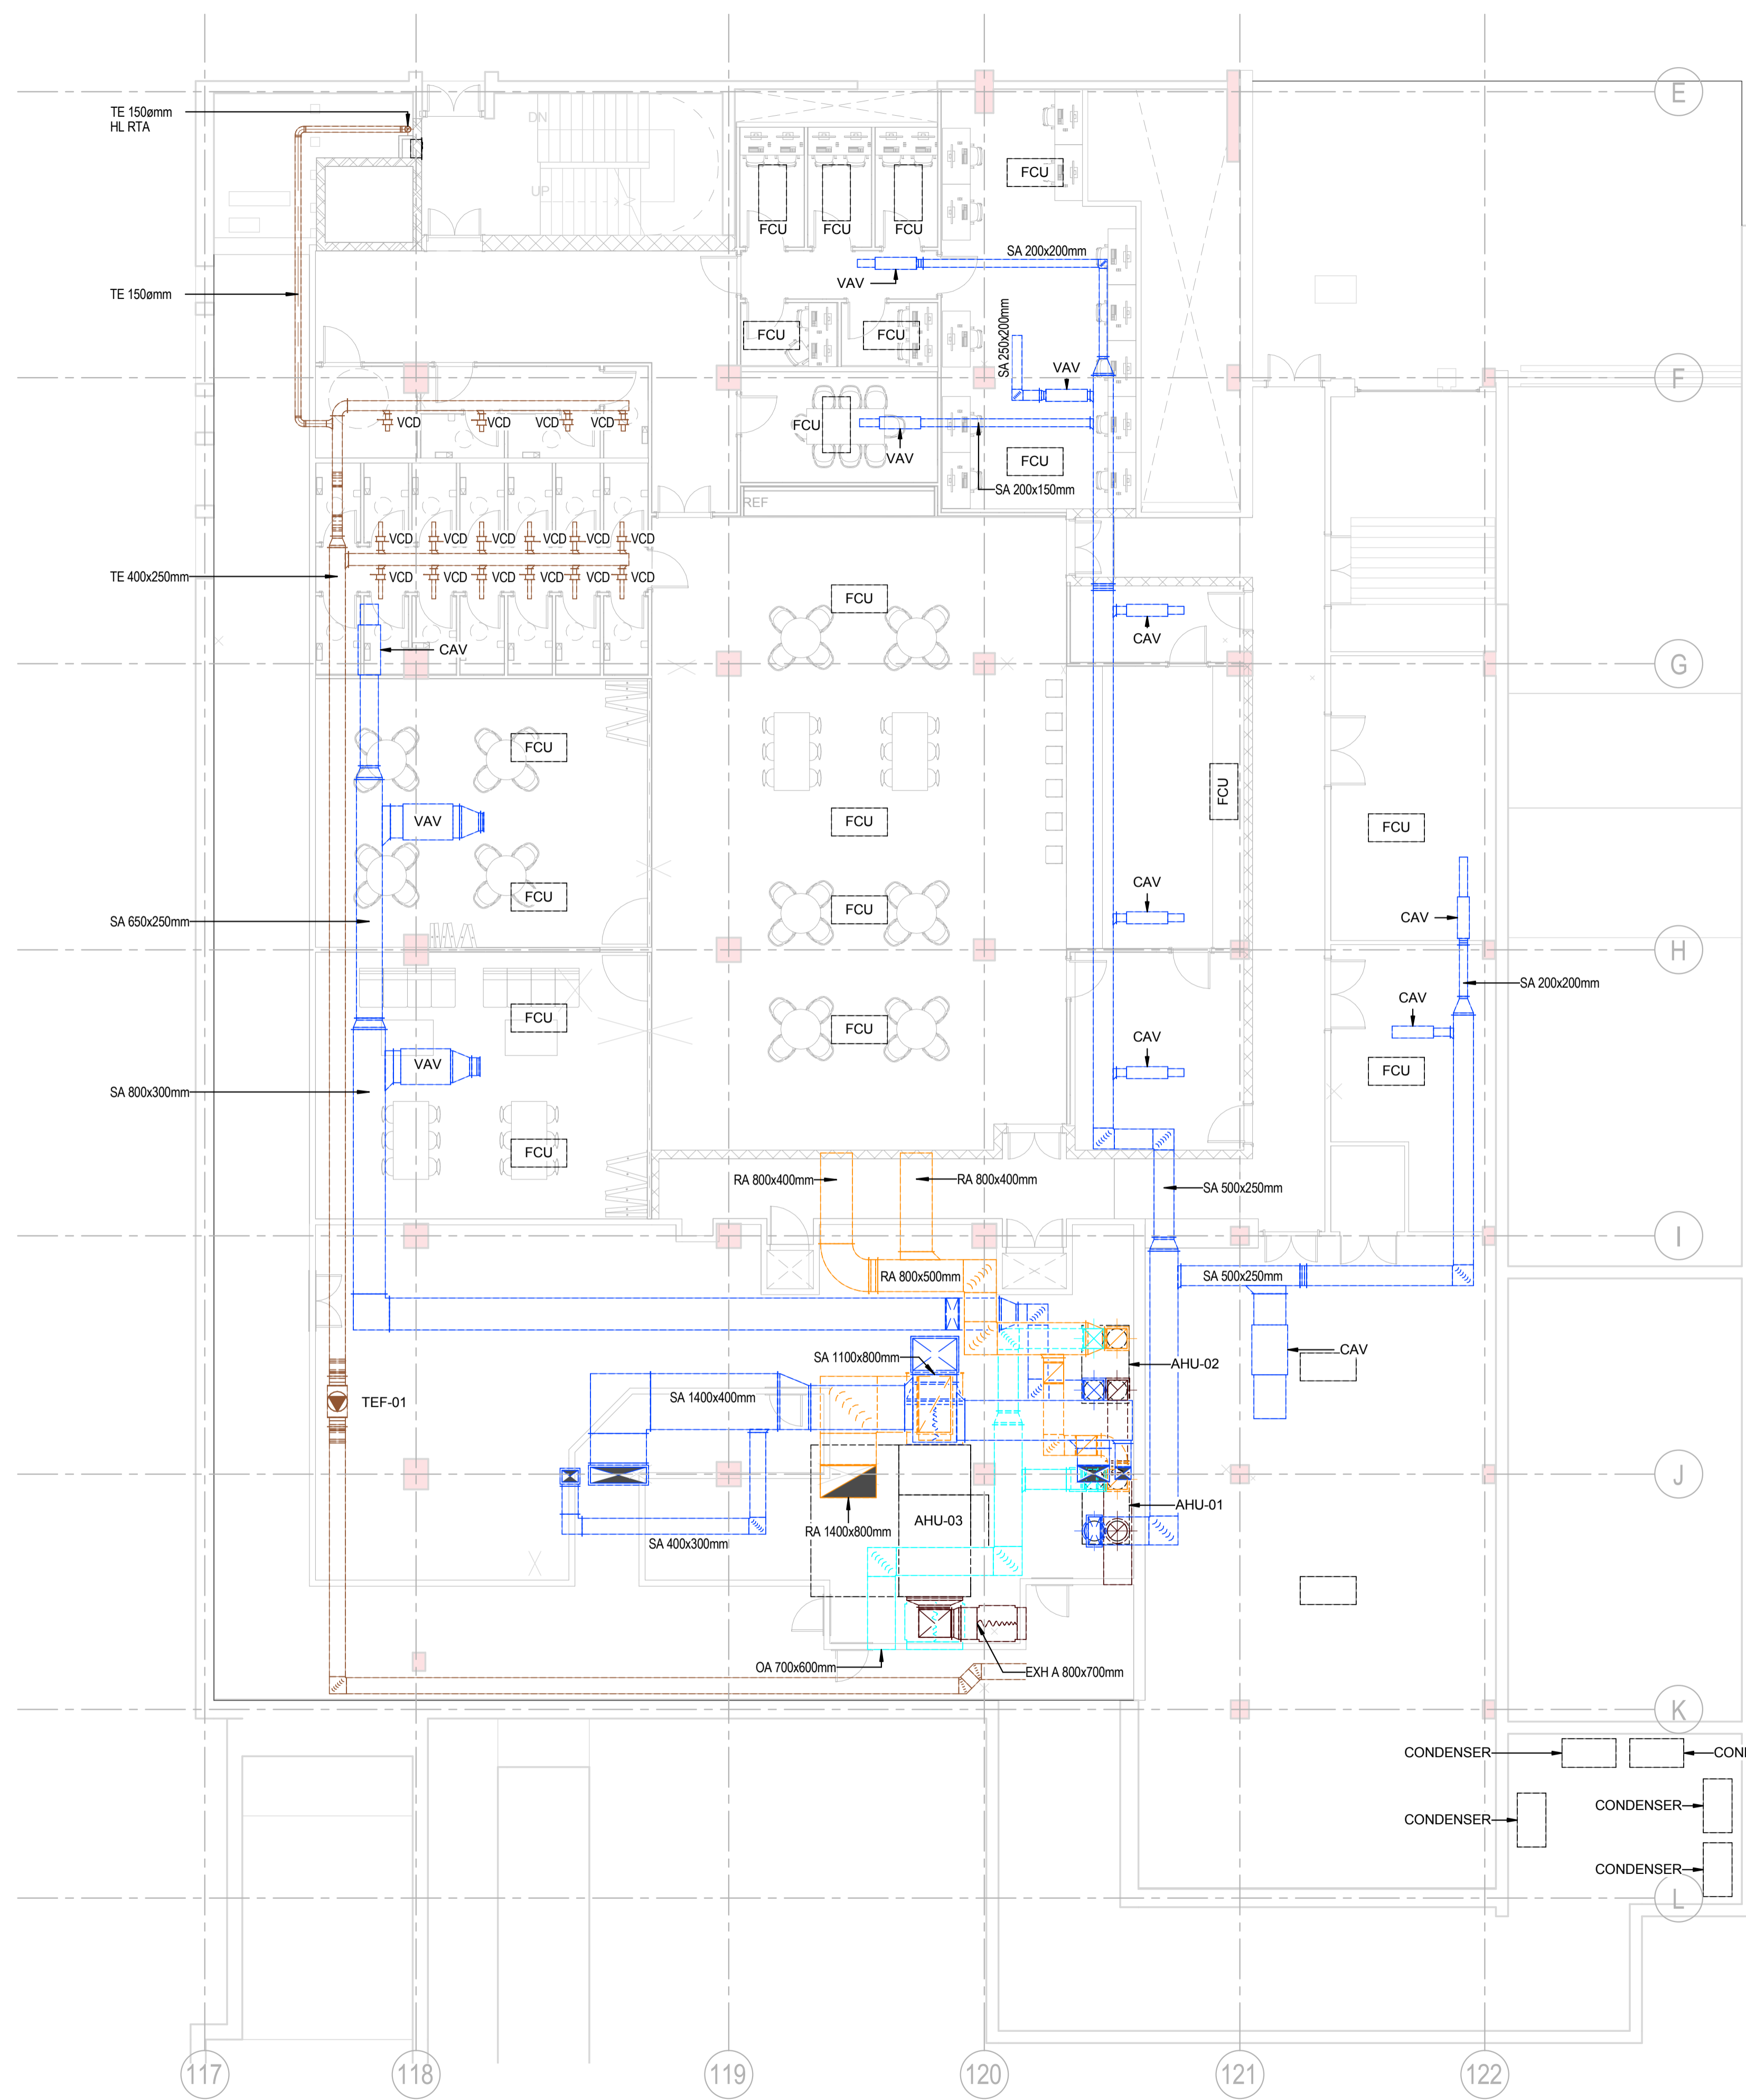 E
TE 150ømm
HL RTA
DN
UP
FCU
FCU
FCU
FCU
SA 200x200mm
VAV
TE 150ømm
SA 250x200mm
FCU
FCU
VAV
F
VCD
VCD
VCD
VCD
FCU
VAV
FCU
SA 200x150mm
REF
VCD
VCD
VCD
VCD
VCD
VCD
TE 400x250mm
VCD
VCD
VCD
VCD
VCD
VCD
FCU
CAV
CAV
G
FCU
FCU
VAV
FCU
FCU
CAV
FCU
FCU
CAV
SA 650x250mm
H
SA 200x200mm
CAV
FCU
FCU
CAV
VAV
FCU
SA 800x300mm
FCU
RA 800x400mm
RA 800x400mm
SA 500x250mm
I
RA 800x500mm
SA 500x250mm
CAV
SA 1100x800mm
AHU-02
SA 1400x400mm
TEF-01
J
AHU-01
AHU-03
RA 1400x800mm
SA 400x300mm
OA 700x600mm
EXH A 800x700mm
K
CONDENSER
CON
CONDENSER
CONDENSER
CONDENSER
L
117
118
119
120
121
122